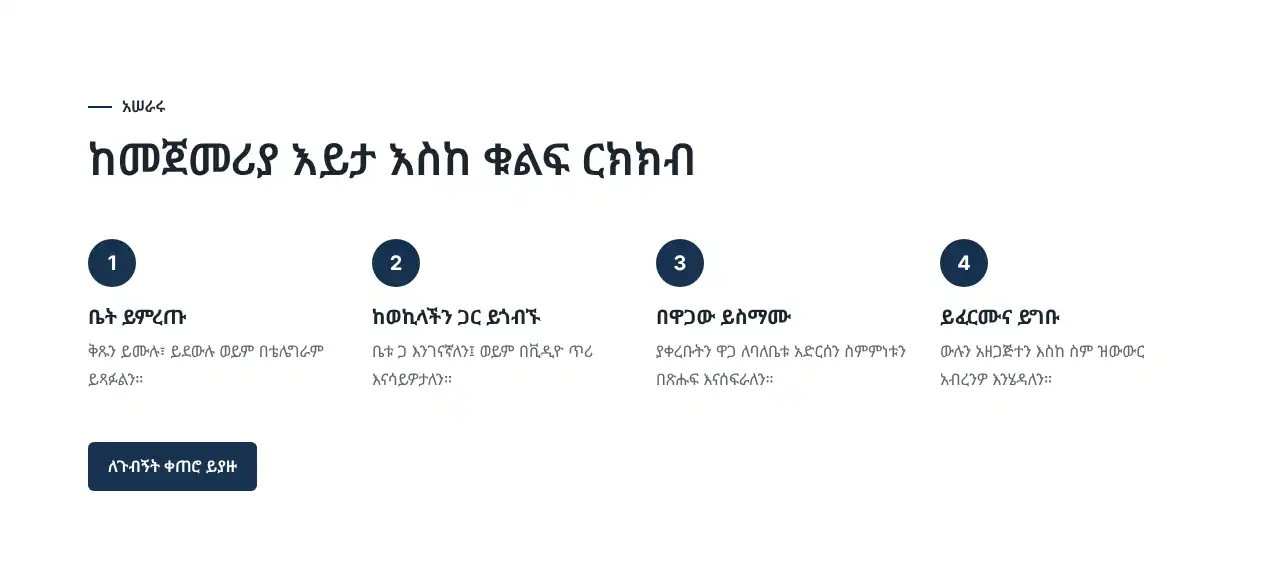 አሠራሩ
ከመጀመሪያ እይታ እስከ ቁልፍ ርክክብ
1
ቤት ይምረጡ
ቅጹን ይሙሉ፣ ይደውሉ ወይም በቴሌግራም
ይጻፉልን።
2
ከወኪላችን ጋር ይጎብኙ
ቤቱ ጋ እንገናኛለን፤ ወይም በቪዲዮ ጥሪ
እናሳይዎታለን።
3
በዋጋው ይስማሙ
ያቀረቡትን ዋጋ ለባለቤቱ አድርሰን ስምምነቱን
በጽሑፍ እናሰፍራለን።
4
ይፈርሙና ይግቡ
ውሉን አዘጋጅተን እስከ ስም ዝውውር
አብረንዎ እንሄዳለን።
ለጉብኝት ቀጠሮ ይያዙ